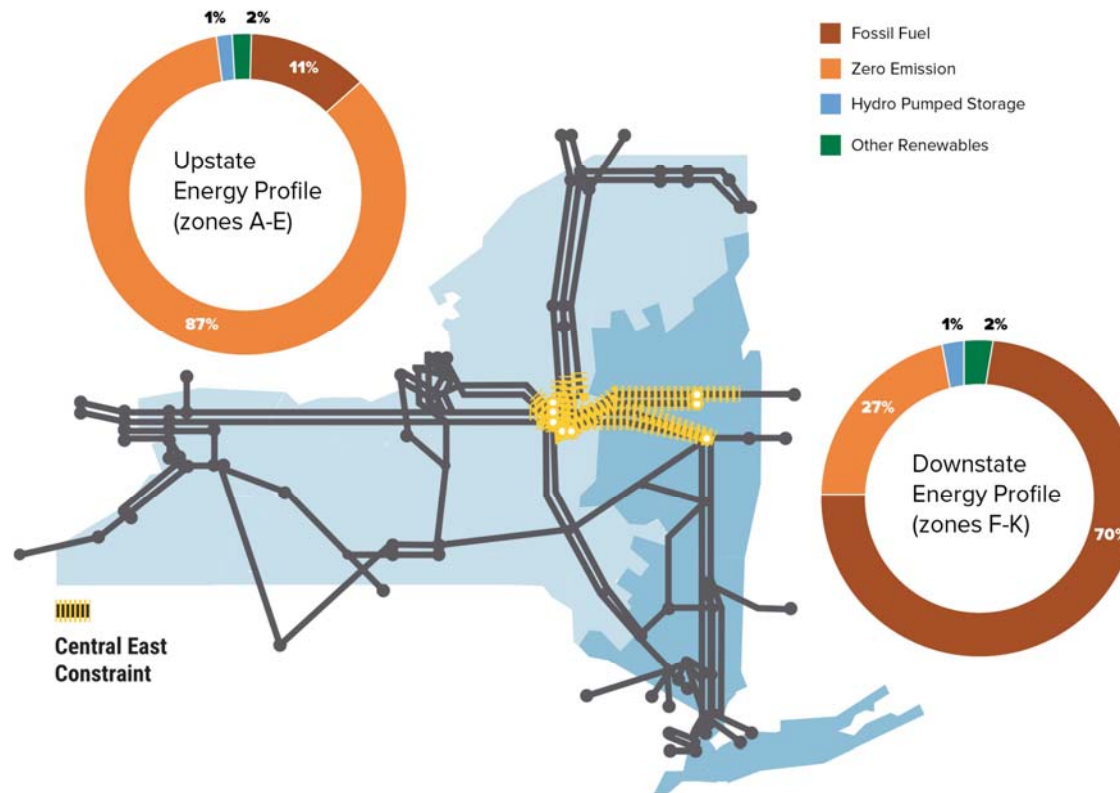 1%
2%
11%
Upstate
Energy Profile
(zones A-E)
87%
Fossil Fuel
Zero Emission
Hydro Pumped Storage
Other Renewables
1%
2%
27%
Downstate
Energy Profile
(zones F-K)
70%
Central East
Constraint